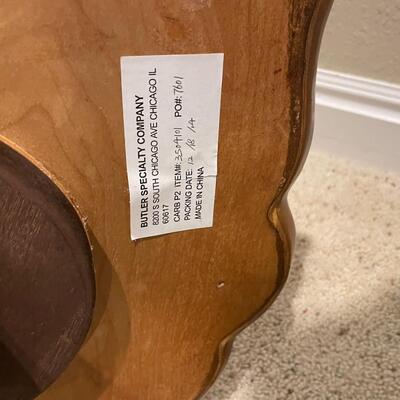 BUTLER SPECIALTY COMPANY
8200 S SOUTH CHICAGO AVE CHICAGO IL
60617
CARB P2 ITEM#: 3504101 PO#: 7601
PACKING DATE: 12/18/14
MADE IN CHINA